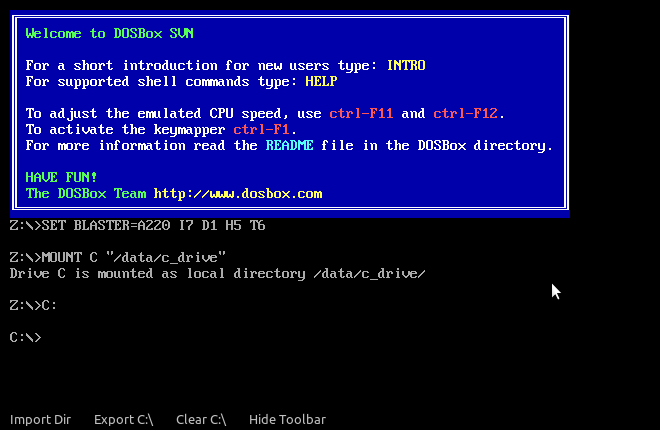 Welcome to DOSBox SVN
For a short introduction for new users type: INTRO
For supported shell commands type: HELP
To adjust the emulated CPU speed, use ctrl-F11 and ctrl-F12.
To activate the keymapper ctrl-F1.
For more information read the README file in the DOSBox directory.
HAVE FUN!
The DOSBox Team http://www.dosbox.com
Z:\>SET BLASTER=A220 I7 D1 H5 T6
Z:\>MOUNT C "/data/c_drive"
Drive C is mounted as local directory /data/c_drive/
Z:\>C:
C:\>
Import Dir Export C:\ Clear C:\ Hide Toolbar